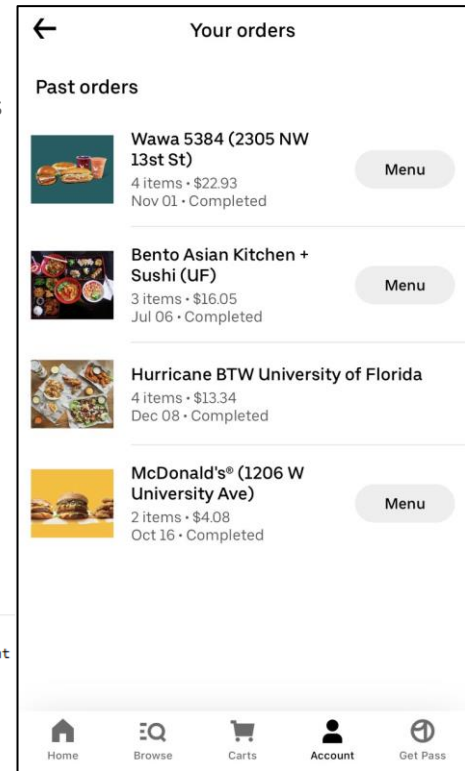 Your orders
Past orders
Wawa 5384 (2305 NW
13st St)
4 items • $22.93
Nov 01 • Completed
Menu
Bento Asian Kitchen +
Sushi (UF)
3 items • $16.05
Jul 06 • Completed
Menu
Hurricane BTW University of Florida
4 items • $13.34
Dec 08 • Completed
McDonald's® (1206 W
University Ave)
2 items • $4.08
Oct 16 • Completed
Menu
Home Browse Carts Account Get Pass